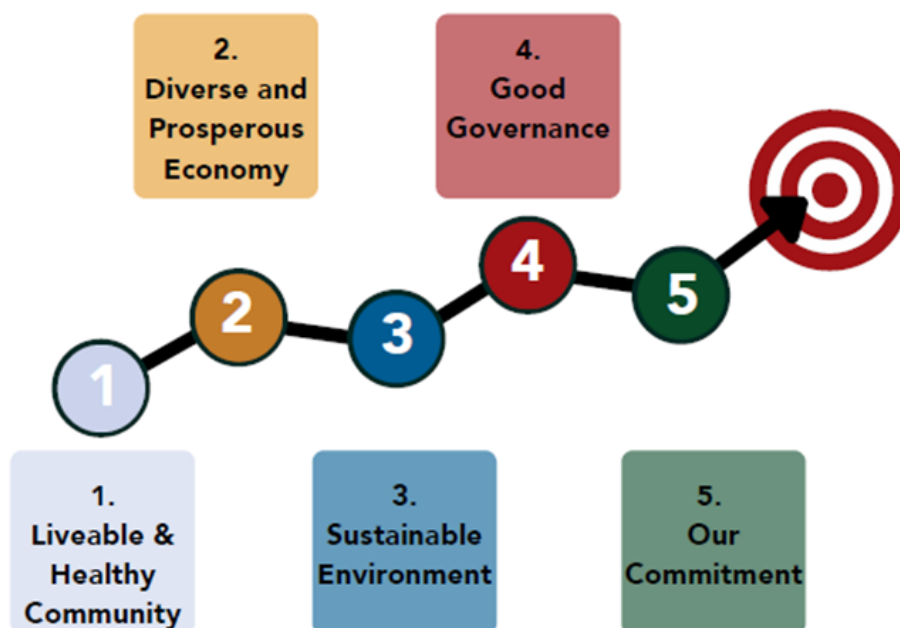 2.
Diverse and
Prosperous
Economy
4.
Good
Governance
1
2
3
4
5
1.
Liveable &
Healthy
Community
3.
Sustainable
Environment
5.
Our
Commitment